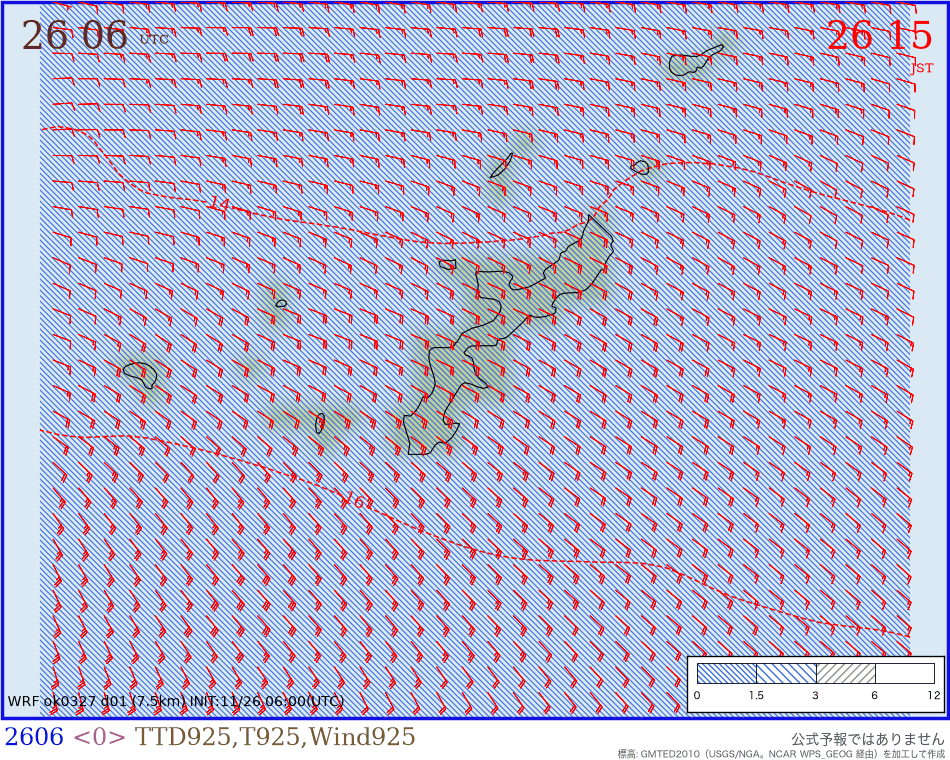 26 06 UTC
26 15
JST
14
16
WRF ok0327 d01 (7.5km) INIT:11/26 06:00(UTC)
0 1.5 3 6 12
2606 <0> TTD925,T925,Wind925
公式予報ではありません
標高: GMTED2010（USGS/NGA。NCAR WPS_GEOG 経由）を加工して作成